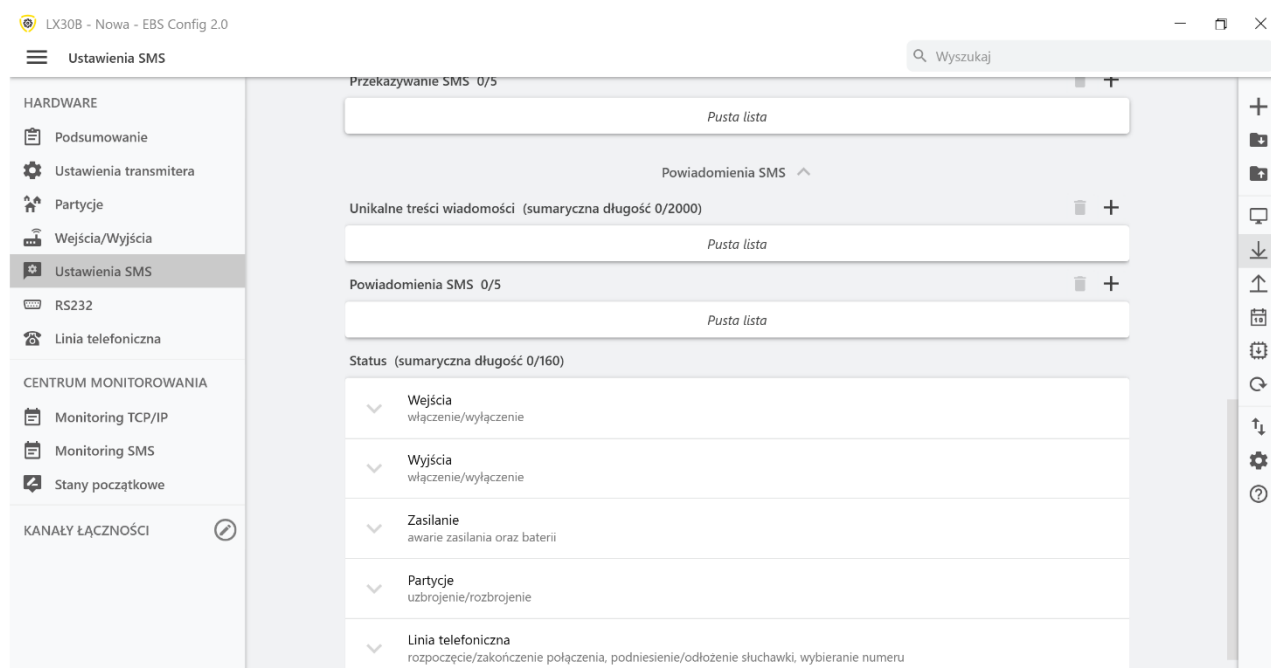 LX30B - Nowa - EBS Config 2.0
Ustawienia SMS
Wyszukaj
HARDWARE
Podsumowanie
Ustawienia transmitera
Partycje
Wejścia/Wyjścia
Ustawienia SMS
RS232
Linia telefoniczna
CENTRUM MONITOROWANIA
Monitoring TCP/IP
Monitoring SMS
Stany początkowe
KANAŁY ŁĄCZNOŚCI
Przekazywanie SMS 0/5
Pusta lista
Powiadomienia SMS
Unikalne treści wiadomości (sumaryczna długość 0/2000)
Pusta lista
Powiadomienia SMS 0/5
Pusta lista
Status (sumaryczna długość 0/160)
Wejścia
włączenie/wyłączenie
Wyjścia
włączenie/wyłączenie
Zasilanie
awarie zasilania oraz baterii
Partycje
uzbrojenie/rozbrojenie
Linia telefoniczna
rozpoczęcie/zakończenie połączenia, podniesienie/odłożenie słuchawki, wybieranie numeru